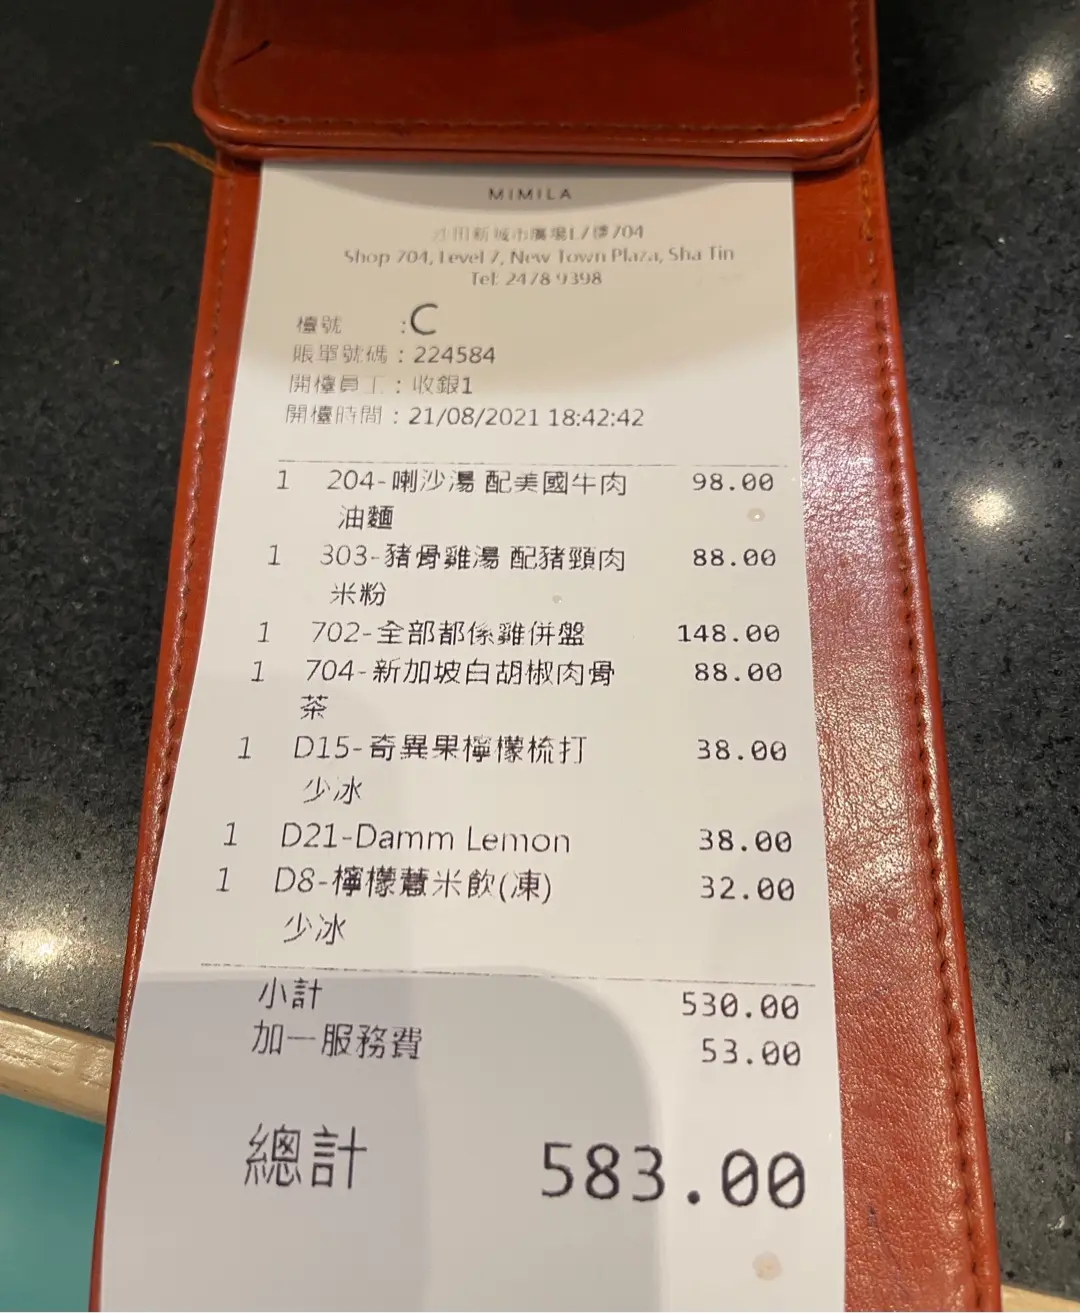 MIMILA
沙田新城市廣場L7樓704
Shop 704, Level 7, New Town Plaza, Sha Tin
Tel: 2478 9398
檯號 :C
賬單號碼 : 224584
開檯員工 : 收銀1
開檯時間 : 21/08/2021 18:42:42
1 204-喇沙湯 配美國牛肉 98.00
油麵
1 303-豬骨雞湯 配豬頸肉 88.00
米粉
1 702-全部都係雞併盤 148.00
1 704-新加坡白胡椒肉骨 88.00
茶
1 D15-奇異果檸檬梳打 38.00
少冰
1 D21-Damm Lemon 38.00
1 D8-檸檬薏米飲(凍) 32.00
少冰
小計 530.00
加一服務費 53.00
總計 583.00